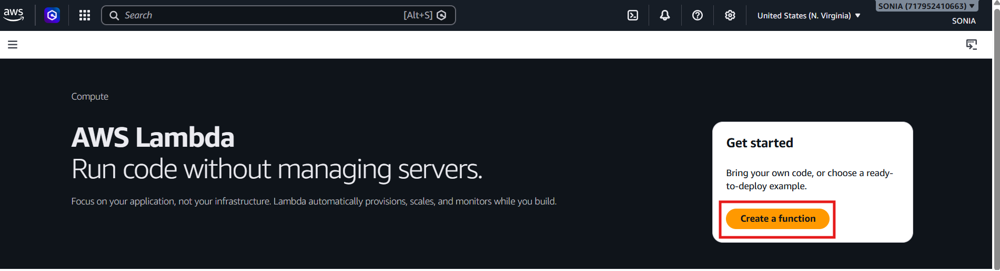 aws
Search [Alt+S]
United States (N. Virginia)
SONIA (717952410663)
SONIA
Compute
AWS Lambda
Run code without managing servers.
Focus on your application, not your infrastructure. Lambda automatically provisions, scales, and monitors while you build.
Get started
Bring your own code, or choose a ready-
to-deploy example.
Create a function